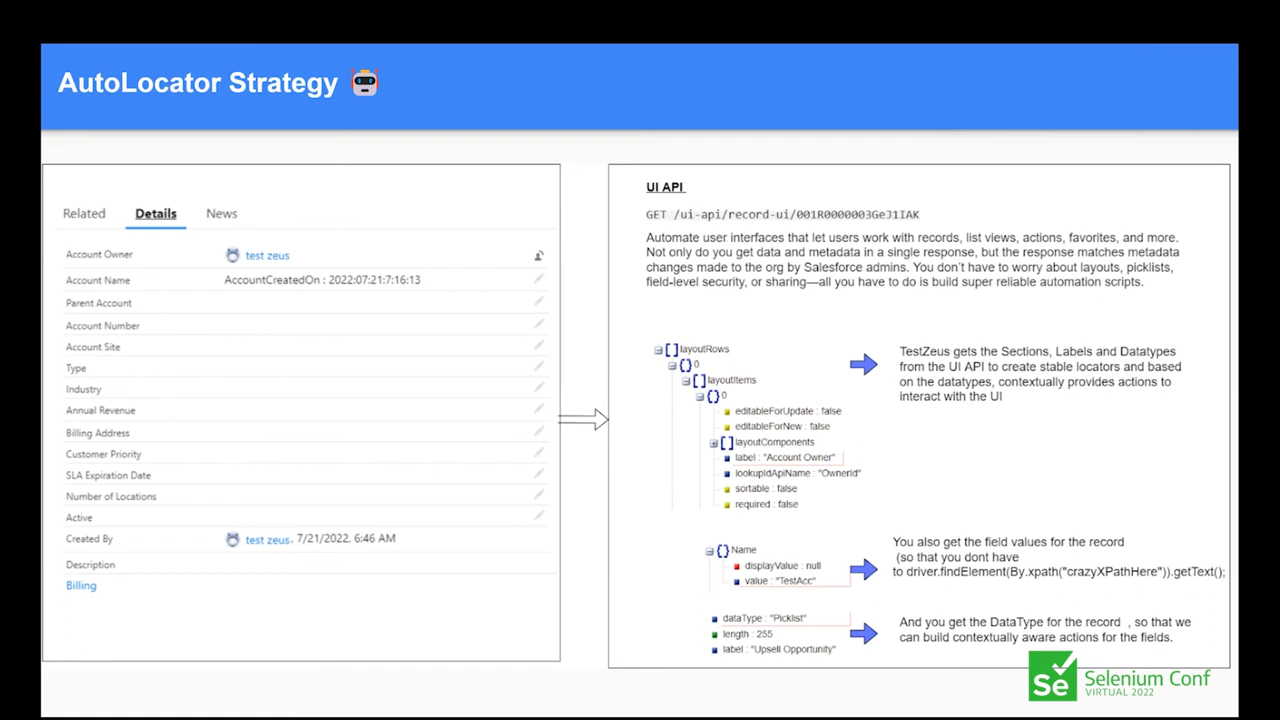 AutoLocator Strategy
Related Details News
Account Owner test zeus
Account Name AccountCreatedOn : 2022:07:21:7:16:13
Parent Account
Account Number
Account Site
Type
Industry
Annual Revenue
Billing Address
Customer Priority
SLA Expiration Date
Number of Locations
Active
Created By test zeus, 7/21/2022, 6:46 AM
Description
Billing
UI API
GET /ui-api/record-ui/001R0000003GeJ1IAK
Automate user interfaces that let users work with records, list views, actions, favorites, and more.
Not only do you get data and metadata in a single response, but the response matches metadata
changes made to the org by Salesforce admins. You don't have to worry about layouts, picklists,
field-level security, or sharing—all you have to do is build super reliable automation scripts.
[ ] layoutRows
{ } 0
[ ] layoutItems
{ } 0
editableForUpdate : false
editableForNew : false
[ ] layoutComponents
label : "Account Owner"
lookupIdApiName : "OwnerId"
sortable : false
required : false
TestZeus gets the Sections, Labels and Datatypes
from the UI API to create stable locators and based
on the datatypes, contextually provides actions to
interact with the UI
{ } Name
displayValue : null
value : "TestAcc"
You also get the field values for the record
(so that you dont have
to driver.findElement(By.xpath("crazyXPathHere")).getText();
dataType : "Picklist"
length : 255
label : "Upsell Opportunity"
And you get the DataType for the record , so that we
can build contextually aware actions for the fields.
Se Selenium Conf
VIRTUAL 2022